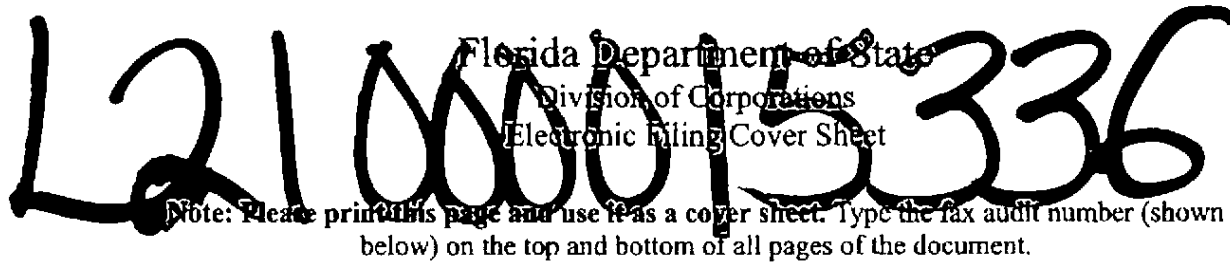 L21000015336
Florida Department of State
Division of Corporations
Electronic Filing Cover Sheet
Note: Please print this page and use it as a cover sheet. Type the fax audit number (shown
below) on the top and bottom of all pages of the document.